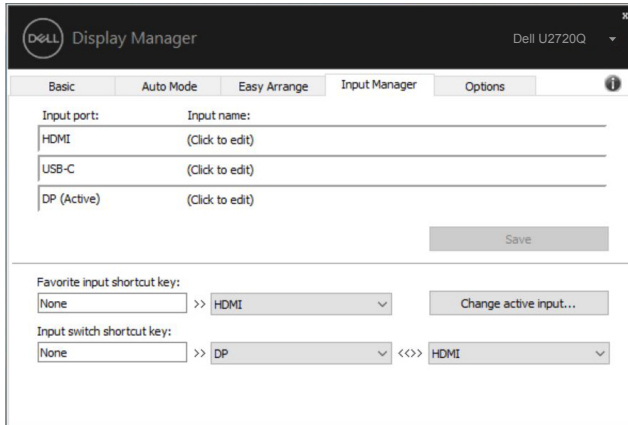 DELL Display Manager Dell U2720Q
x
Basic Auto Mode Easy Arrange Input Manager Options i
Input port: Input name:
HDMI (Click to edit)
USB-C (Click to edit)
DP (Active) (Click to edit)
Save
Favorite input shortcut key:
None >> HDMI Change active input...
Input switch shortcut key:
None >> DP <<>> HDMI